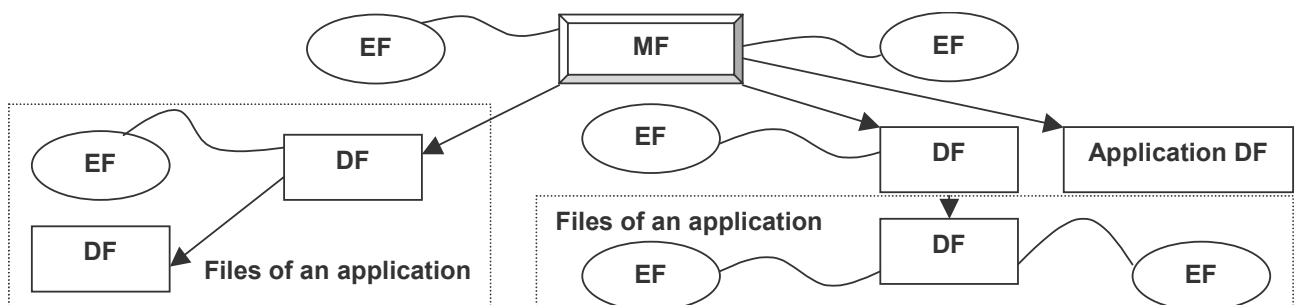 EF
MF
EF
EF
DF
EF
DF
Application DF
DF
Files of an application
Files of an application
EF
DF
EF